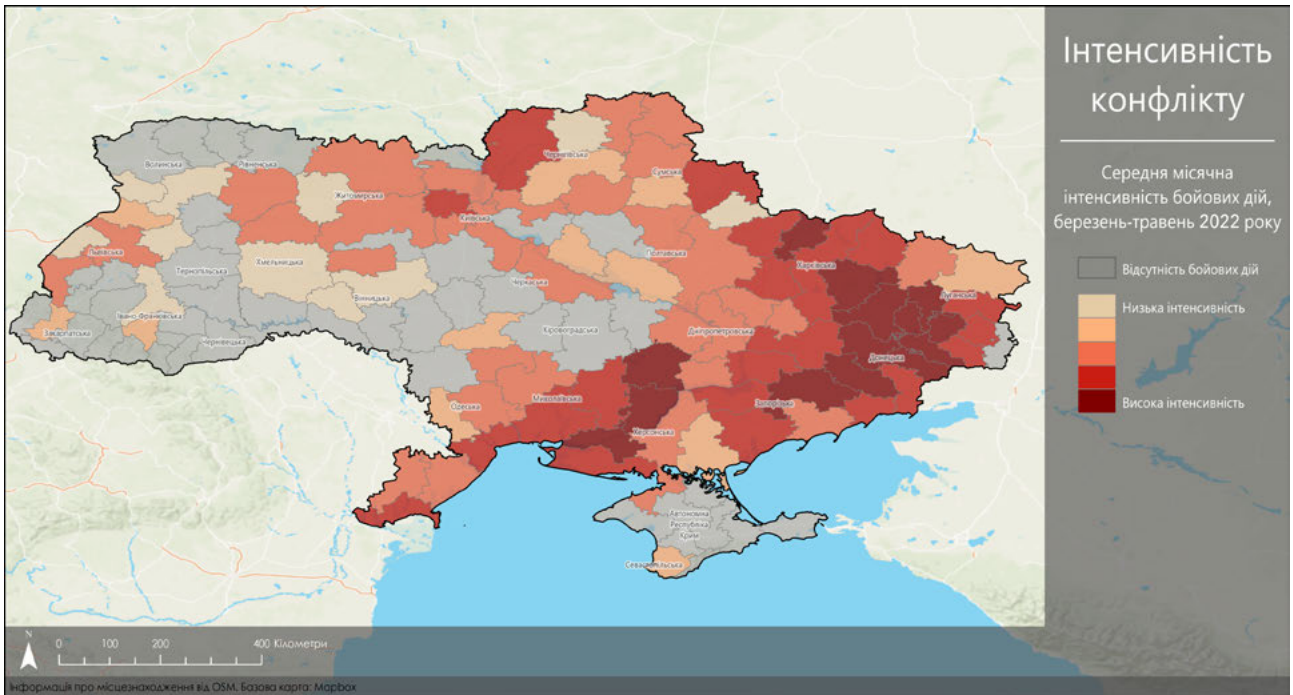 Інтенсивність
конфлікту
Середня місячна
інтенсивність бойових дій,
березень-травень 2022 року
Відсутність бойових дій
Низька інтенсивність
Висока інтенсивність
Волинська
Рівненська
Житомирська
Київська
Чернігівська
Сумська
Львівська
Тернопільська
Хмельницька
Вінницька
Черкаська
Полтавська
Харківська
Луганська
Закарпатська
Івано-Франківська
Чернівецька
Кіровоградська
Дніпропетровська
Донецька
Одеська
Миколаївська
Запорізька
Херсонська
Автономна
Республіка
Крим
Севастопільська
N
0 100 200 400 Кілометри
Інформація про місцезнаходження від OSM. Базова карта: Mapbox